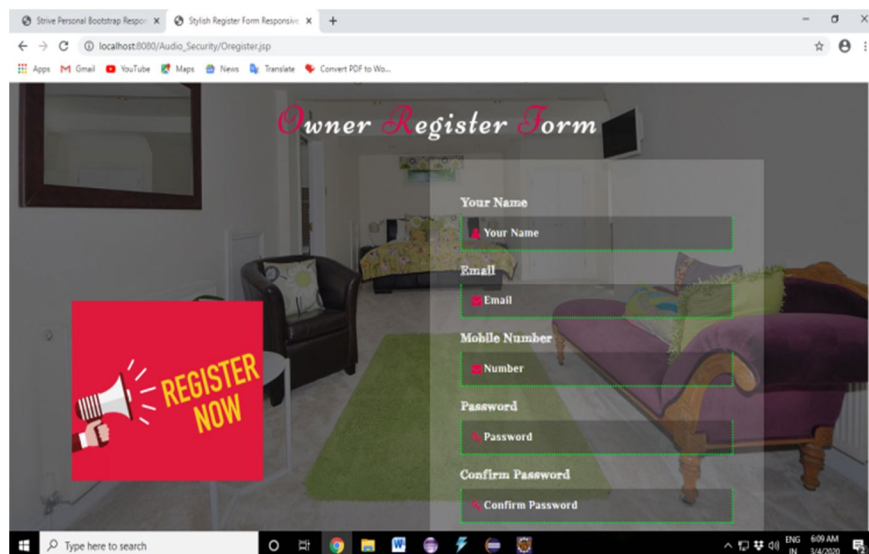 Strive Personal Bootstrap Respon
Stylish Register Form Responsive
localhost:8080/Audio_Security/Oregister.jsp
Apps Gmail YouTube Maps News Translate Convert PDF to Wo...
Owner Register Form
Your Name
Your Name
Email
Email
Mobile Number
Number
Password
Password
Confirm Password
Confirm Password
REGISTER
NOW
Type here to search
ENG
IN
6:09 AM
3/4/2020